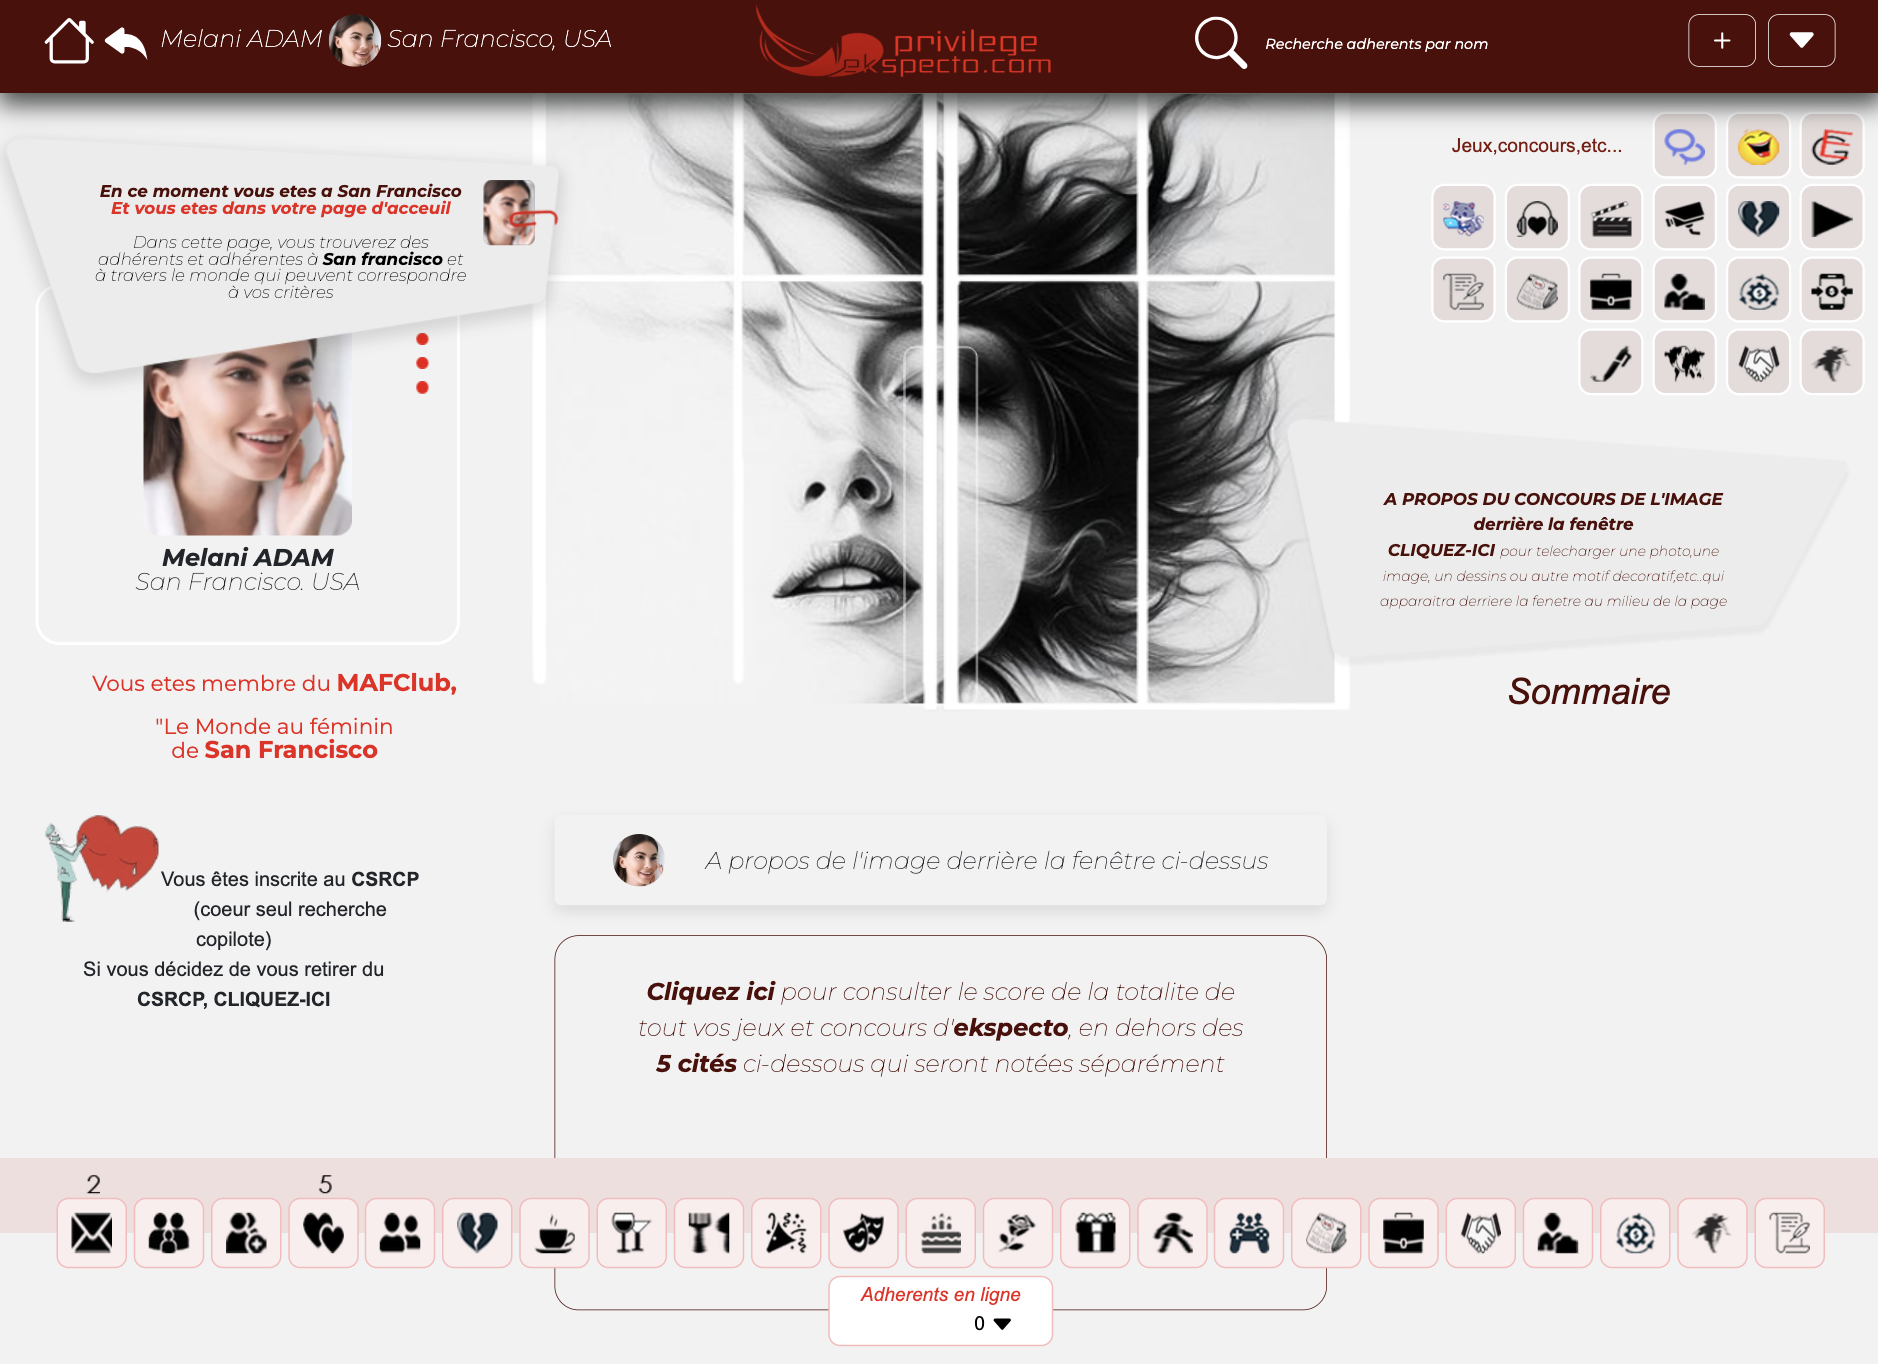 Melani ADAM San Francisco, USA
privilege
ekspecto.com
Recherche adherents par nom
+
En ce moment vous etes a San Francisco
Et vous etes dans votre page d'acceuil
Dans cette page, vous trouverez des
adhérents et adhérentes à San francisco et
à travers le monde qui peuvent correspondre
à vos critères
Jeux,concours,etc...
Melani ADAM
San Francisco. USA
A PROPOS DU CONCOURS DE L'IMAGE
derrière la fenêtre
CLIQUEZ-ICI pour telecharger une photo,une
image, un dessins ou autre motif decoratif,etc..qui
apparaitra derriere la fenetre au milieu de la page
Sommaire
Vous etes membre du MAFClub,
"Le Monde au féminin
de San Francisco
Vous êtes inscrite au CSRCP
(coeur seul recherche
copilote)
Si vous décidez de vous retirer du
CSRCP, CLIQUEZ-ICI
A propos de l'image derrière la fenêtre ci-dessus
Cliquez ici pour consulter le score de la totalite de
tout vos jeux et concours d'ekspecto, en dehors des
5 cités ci-dessous qui seront notées séparément
2
5
Adherents en ligne
0